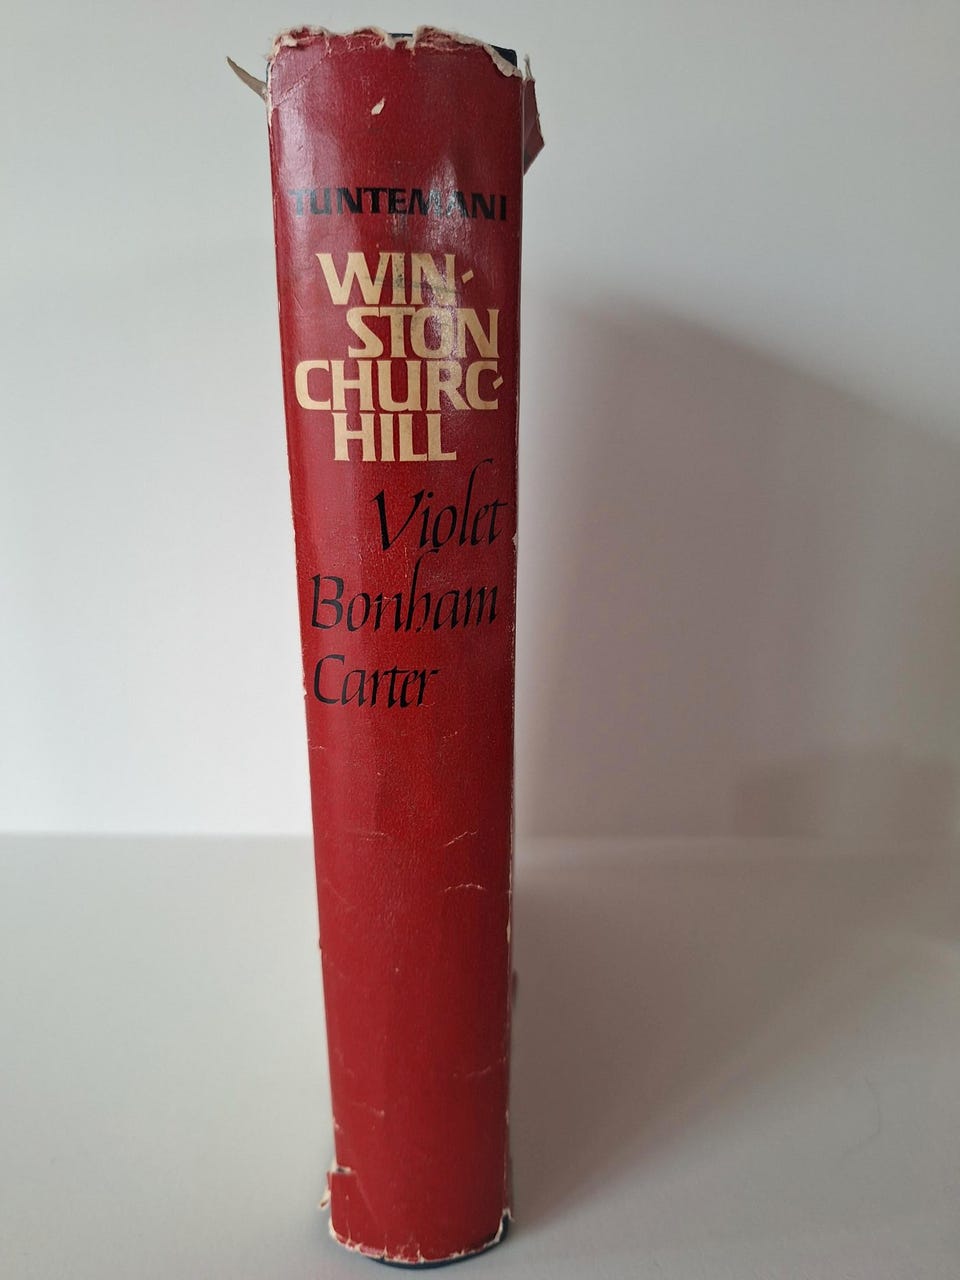 TUNTEMANI
WIN-
STON
CHURC-
HILL
Violet
Bonham
Carter